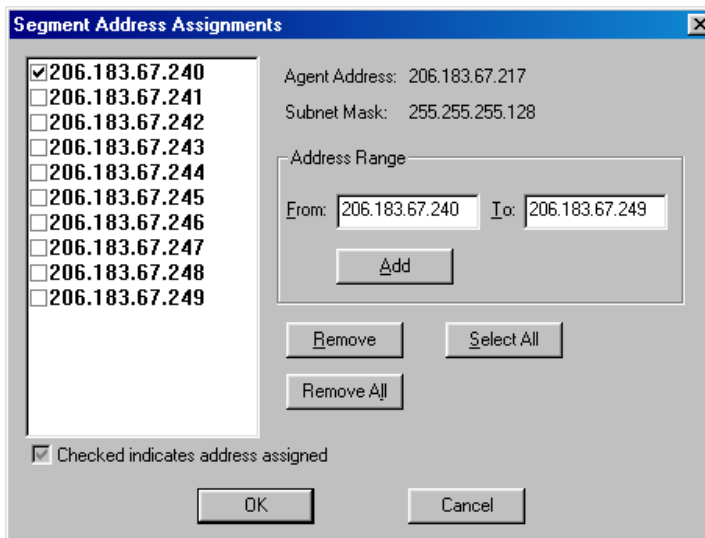 Segment Address Assignments
206.183.67.240
206.183.67.241
206.183.67.242
206.183.67.243
206.183.67.244
206.183.67.245
206.183.67.246
206.183.67.247
206.183.67.248
206.183.67.249
Agent Address: 206.183.67.217
Subnet Mask: 255.255.255.128
Address Range
From: 206.183.67.240 To: 206.183.67.249
Add
Remove Select All
Remove All
Checked indicates address assigned
OK Cancel